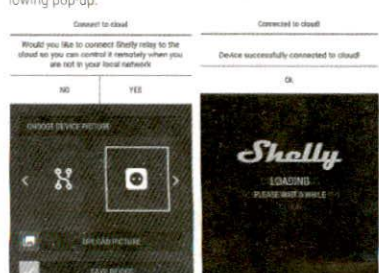 lowing pop-up.
Connect to cloud
Would you like to connect Shelly relay to the
cloud so you can control it remotely when you
are not in your local network
NO YES
CHOOSE DEVICE PICTURE
UPLOAD PICTURE
SAVE DEVICE
Connected to cloud!
Device successfully connected to cloud!
Ok
Shelly
LOADING
PLEASE WAIT A WHILE